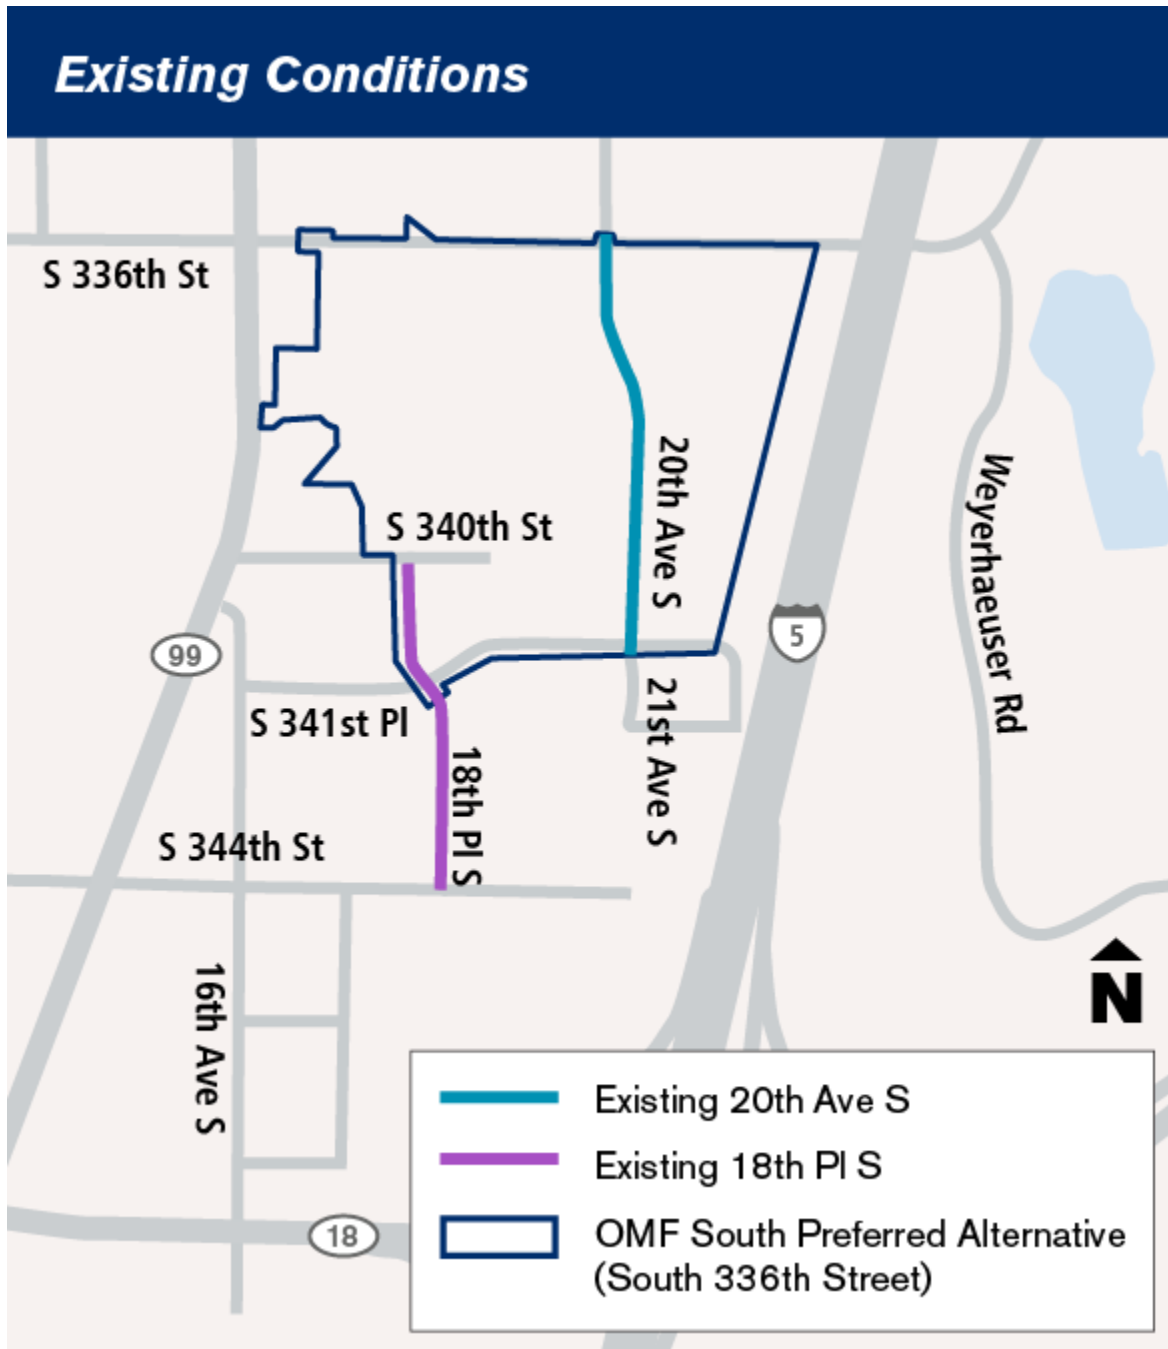 Existing Conditions
S 336th St
20th Ave S
S 340th St
Weyerhaeuser Rd
5
99
21st Ave S
S 341st Pl
18th Pl S
S 344th St
16th Ave S
N
18
Existing 20th Ave S
Existing 18th Pl S
OMF South Preferred Alternative
(South 336th Street)